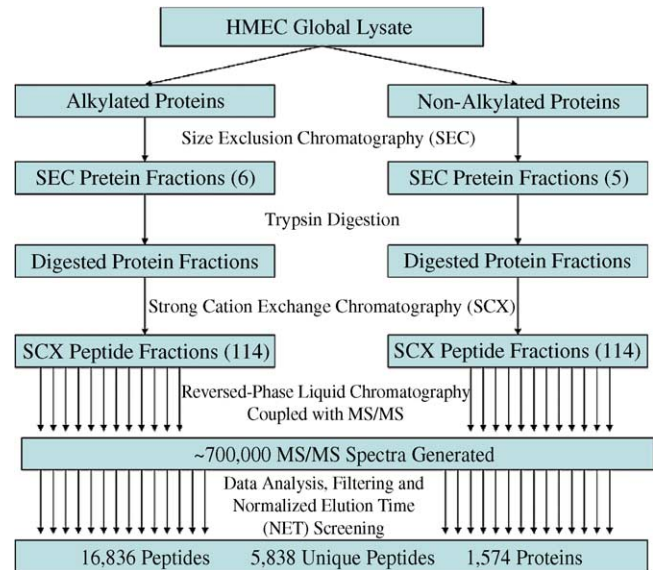 HMEC Global Lysate
Alkylated Proteins
Non-Alkylated Proteins
Size Exclusion Chromatography (SEC)
SEC Pretein Fractions (6)
SEC Pretein Fractions (5)
Trypsin Digestion
Digested Protein Fractions
Digested Protein Fractions
Strong Cation Exchange Chromatography (SCX)
SCX Peptide Fractions (114)
SCX Peptide Fractions (114)
Reversed-Phase Liquid Chromatography
Coupled with MS/MS
~700,000 MS/MS Spectra Generated
Data Analysis, Filtering and
Normalized Elution Time
(NET) Screening
16,836 Peptides 5,838 Unique Peptides 1,574 Proteins